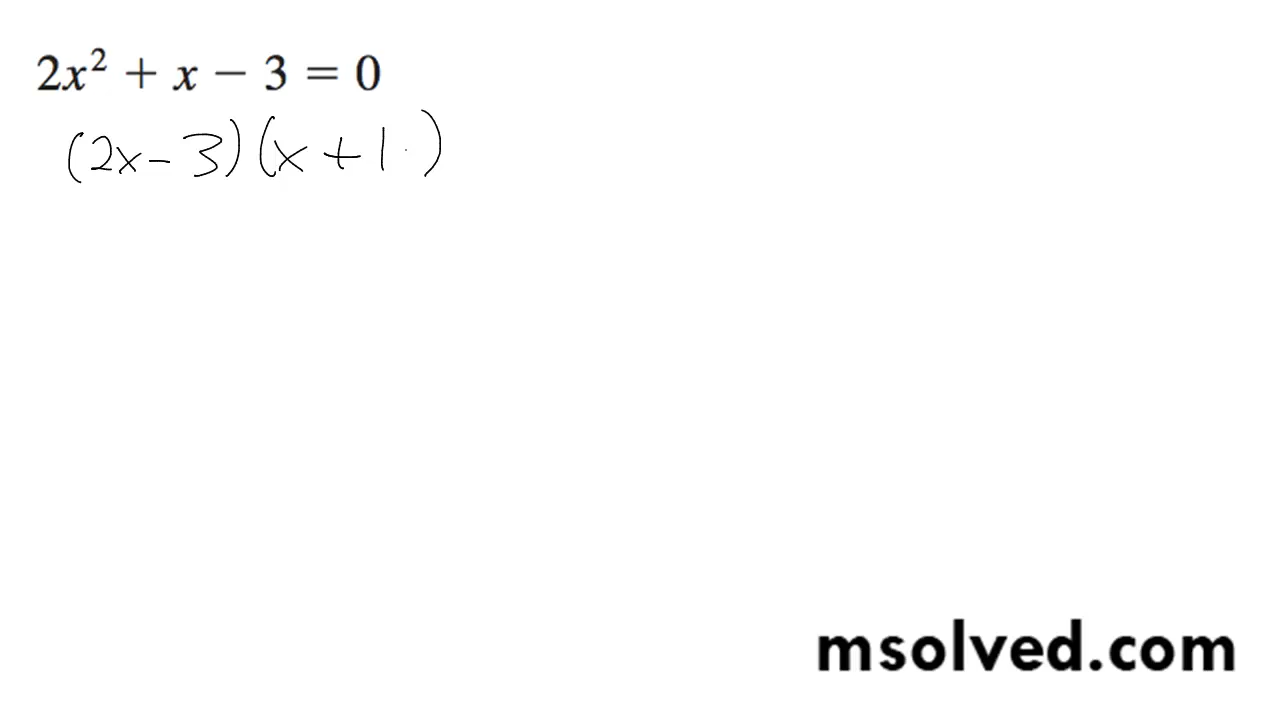 2x² + x − 3 = 0
(2x − 3)(x + 1)
msolved.com